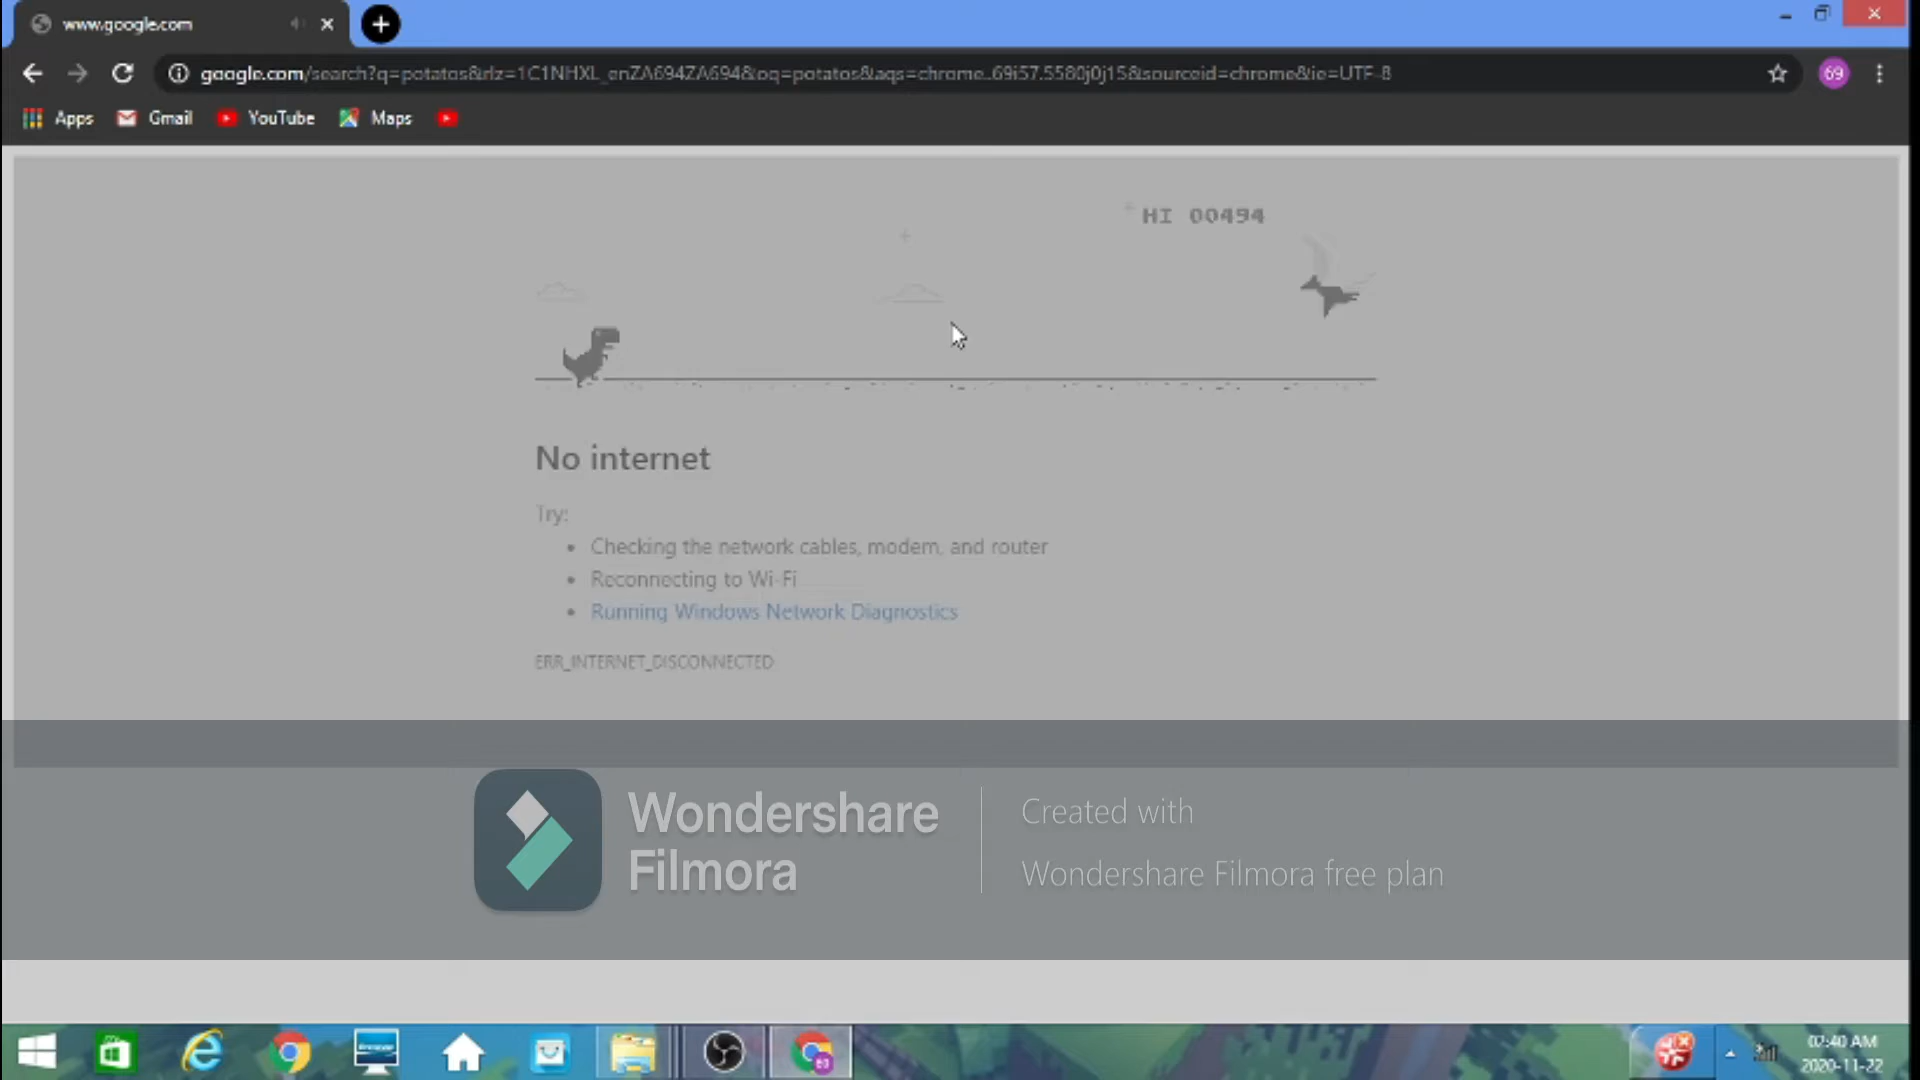 www.google.com
google.com/search?q=potatos&rlz=1C1NHXL_enZA694ZA694&oq=potatos&aqs=chrome..69i57.5580j0j15&sourceid=chrome&ie=UTF-8
69
Apps
Gmail
YouTube
Maps
HI 00494
No internet
Try:
• Checking the network cables, modem, and router
• Reconnecting to Wi-Fi
• Running Windows Network Diagnostics
ERR_INTERNET_DISCONNECTED
Wondershare
Filmora
Created with
Wondershare Filmora free plan
02:40 AM
2020-11-22